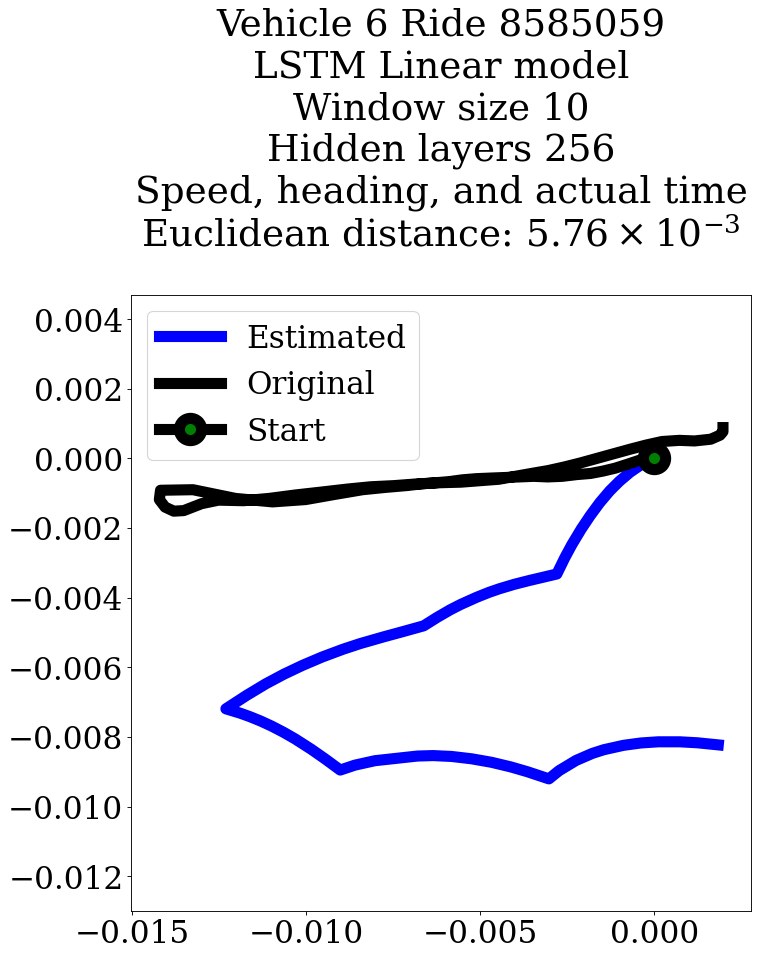 Vehicle 6 Ride 8585059
LSTM Linear model
Window size 10
Hidden layers 256
Speed, heading, and actual time
Euclidean distance: 5.76 × 10⁻³
Estimated
Original
Start
0.004
0.002
0.000
−0.002
−0.004
−0.006
−0.008
−0.010
−0.012
−0.015 −0.010 −0.005 0.000